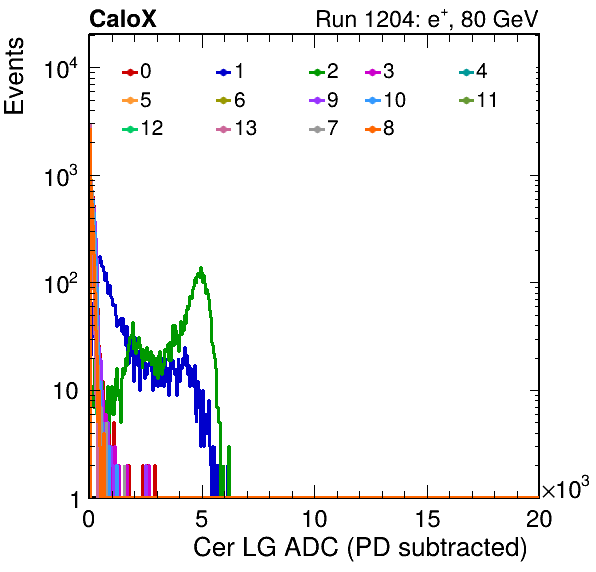 CaloX Run 1204: e⁺, 80 GeV
Events
10⁴
10³
10²
10
1
0 1 2 3 4
5 6 9 10 11
12 13 7 8
0 5 10 15 20
×10³
Cer LG ADC (PD subtracted)